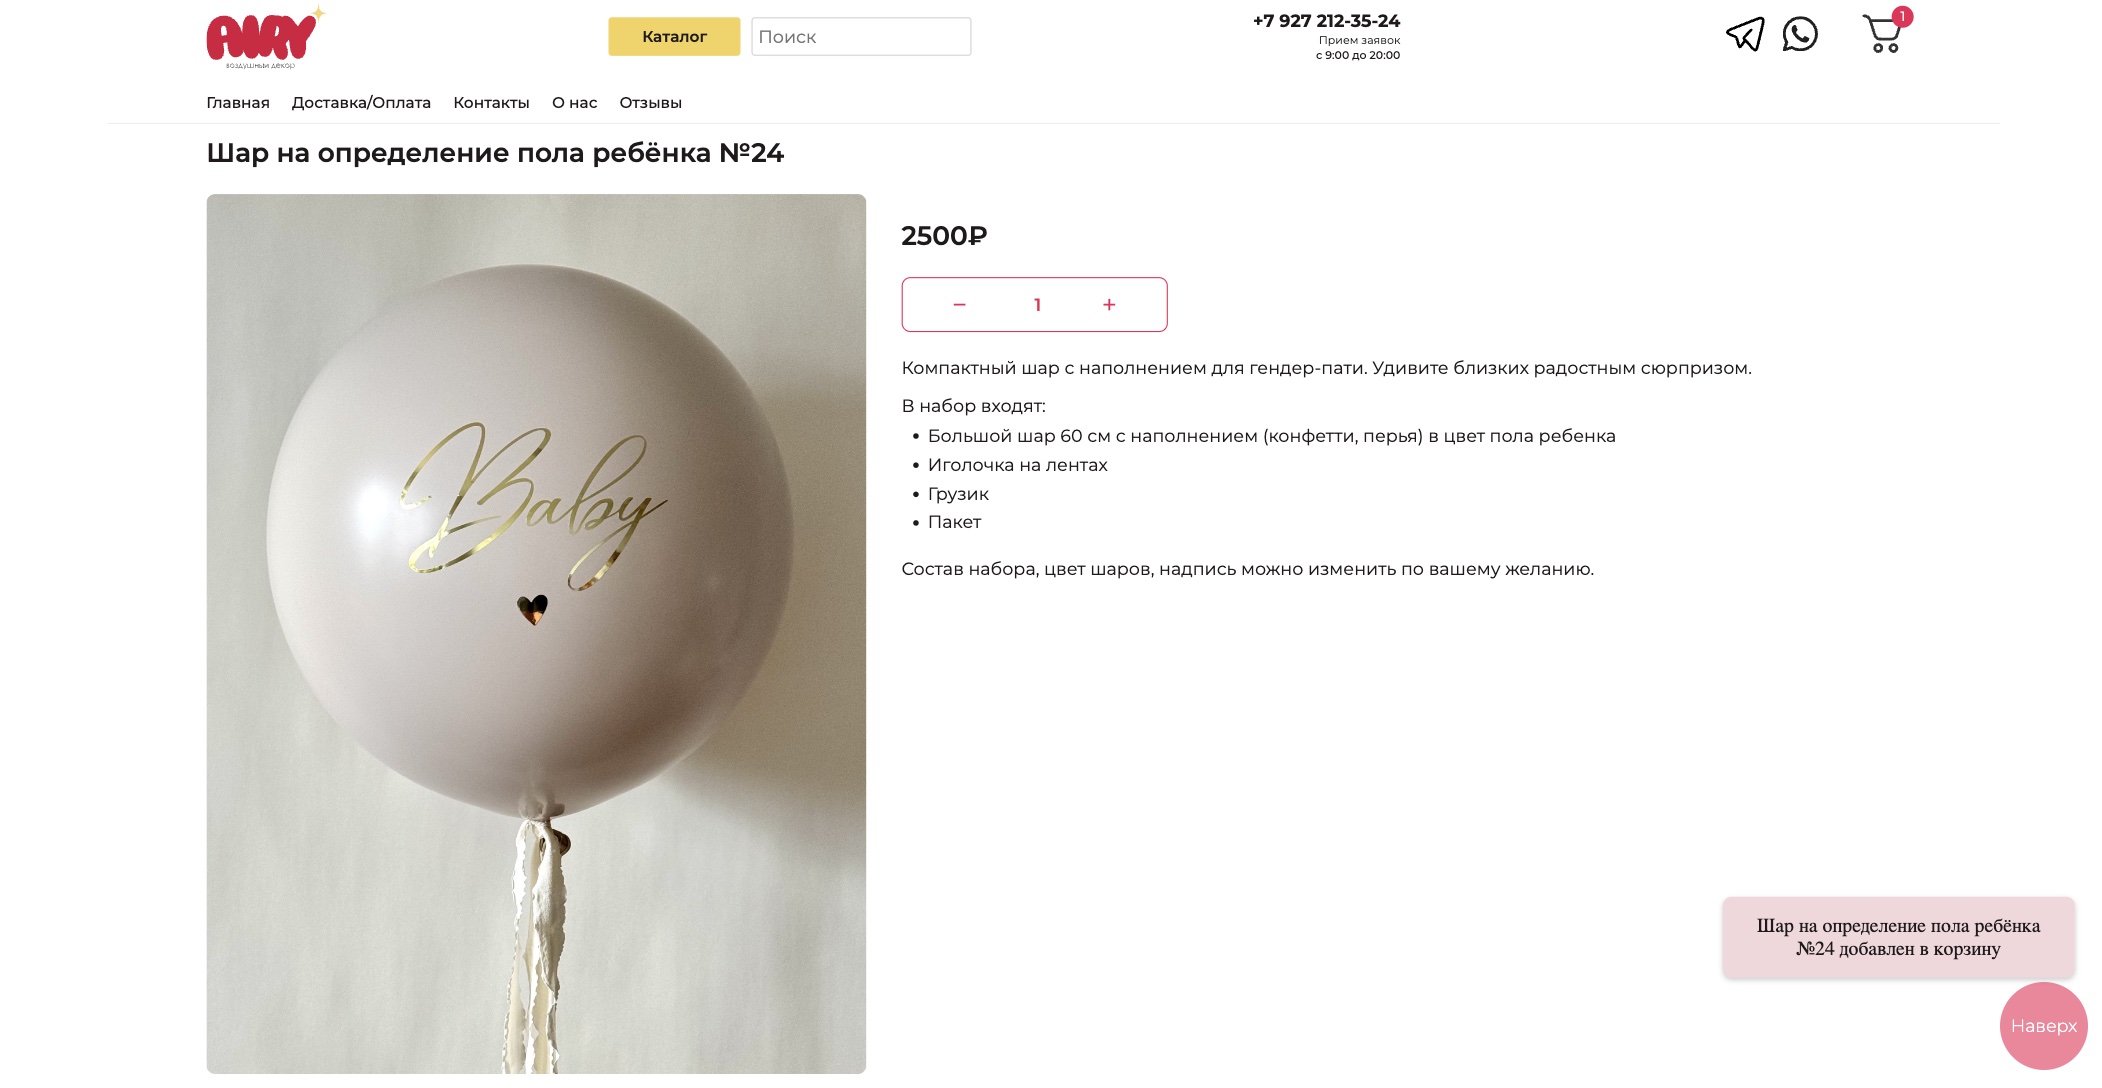 AIRY
воздушный декор
Каталог
Поиск
+7 927 212-35-24
Прием заявок
с 9:00 до 20:00
1
Главная Доставка/Оплата Контакты О нас Отзывы
Шар на определение пола ребёнка №24
Baby
2500₽
− 1 +
Компактный шар с наполнением для гендер-пати. Удивите близких радостным сюрпризом.
В набор входят:
• Большой шар 60 см с наполнением (конфетти, перья) в цвет пола ребенка
• Иголочка на лентах
• Грузик
• Пакет
Состав набора, цвет шаров, надпись можно изменить по вашему желанию.
Шар на определение пола ребёнка
№24 добавлен в корзину
Наверх